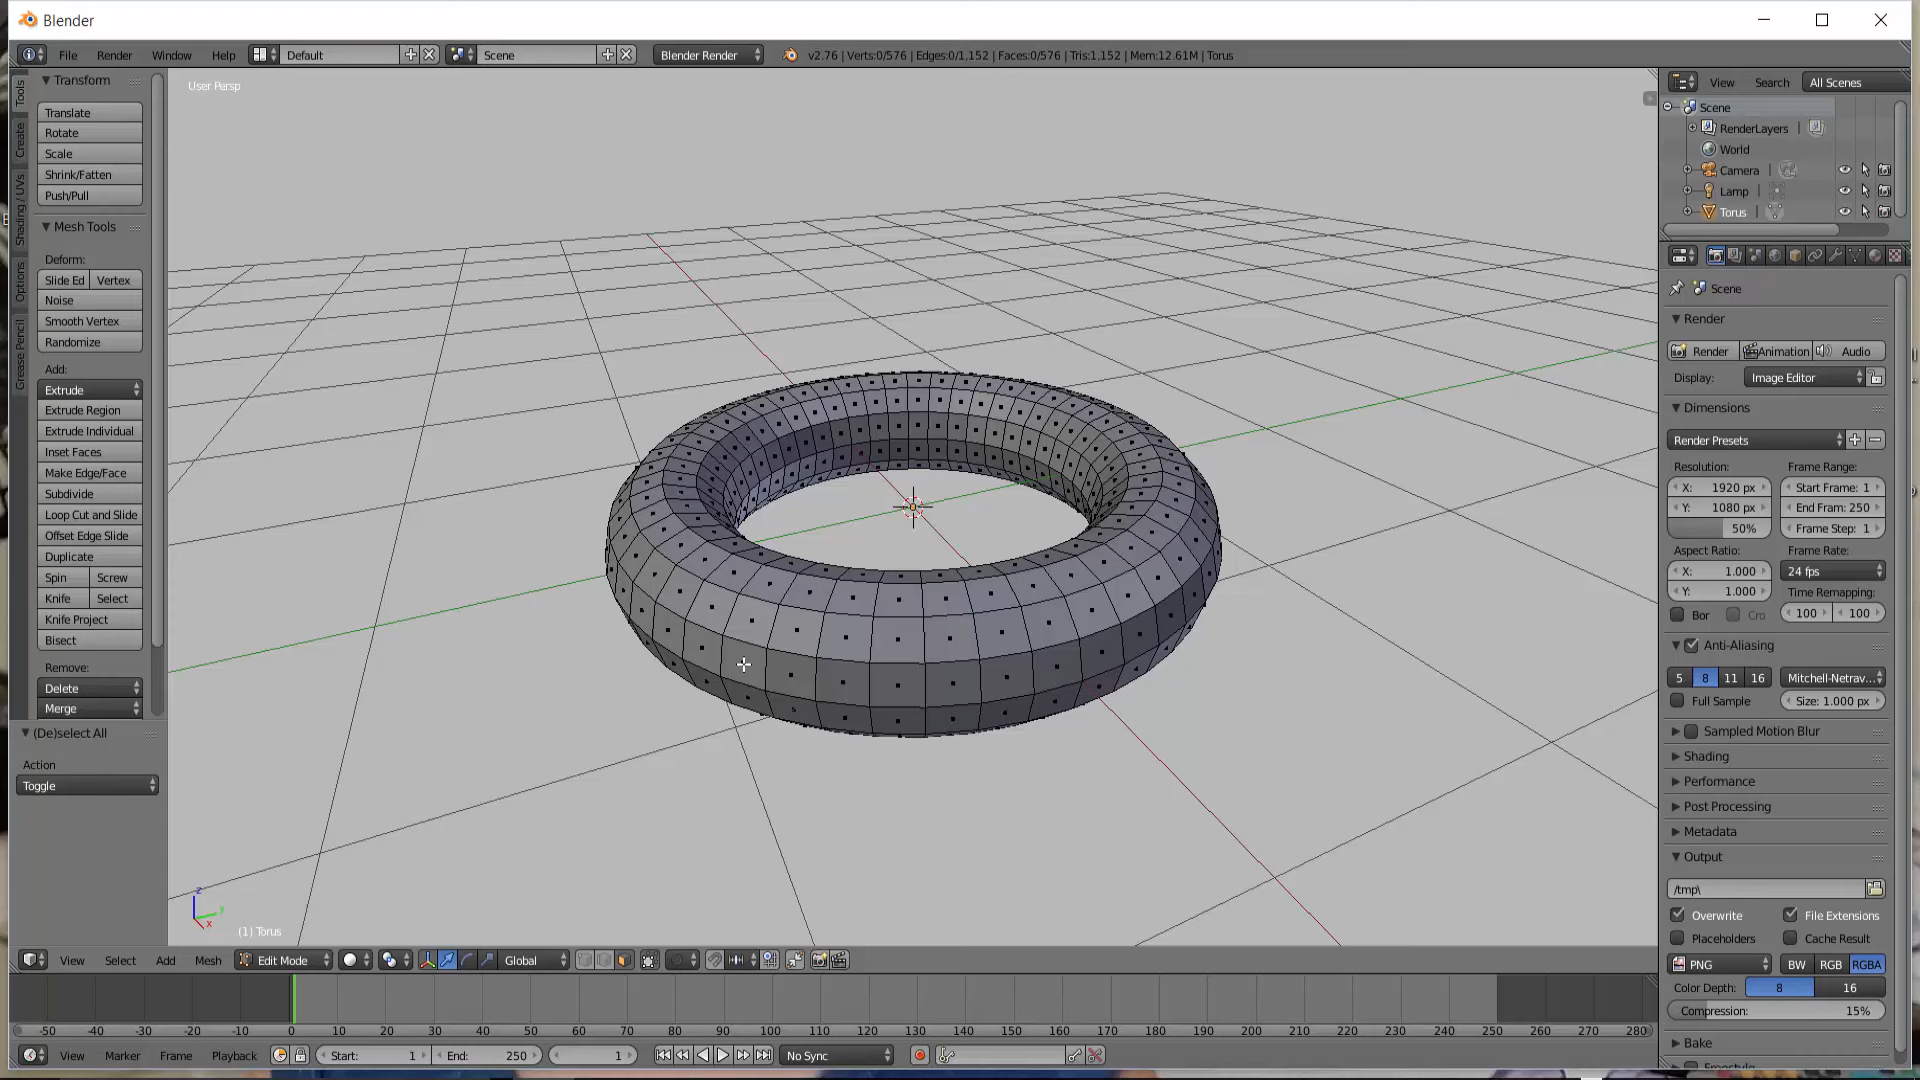 Blender
File Render Window Help Default Scene Blender Render v2.76 | Verts:0/576 | Edges:0/1,152 | Faces:0/576 | Tris:1,152 | Mem:12.61M | Torus
Tools
Create
Shading / UVs
Options
Grease Pencil
Transform
Translate
Rotate
Scale
Shrink/Fatten
Push/Pull
Mesh Tools
Deform:
Slide Ed Vertex
Noise
Smooth Vertex
Randomize
Add:
Extrude
Extrude Region
Extrude Individual
Inset Faces
Make Edge/Face
Subdivide
Loop Cut and Slide
Offset Edge Slide
Duplicate
Spin Screw
Knife Select
Knife Project
Bisect
Remove:
Delete
Merge
(De)select All
Action
Toggle
User Persp
z
y
x
(1) Torus
View Select Add Mesh Edit Mode Global
-50 -40 -30 -20 -10 0 10 20 30 40 50 60 70 80 90 100 110 120 130 140 150 160 170 180 190 200 210 220 230 240 250 260 270 280
View Marker Frame Playback Start: 1 End: 250 1 No Sync
View Search All Scenes
Scene
RenderLayers
World
Camera
Lamp
Torus
Scene
Render
Render Animation Audio
Display: Image Editor
Dimensions
Render Presets
Resolution: Frame Range:
X: 1920 px Start Frame: 1
Y: 1080 px End Fram: 250
50% Frame Step: 1
Aspect Ratio: Frame Rate:
X: 1.000 24 fps
Y: 1.000 Time Remapping:
Bor Cro 100 100
Anti-Aliasing
5 8 11 16 Mitchell-Netrav...
Full Sample Size: 1.000 px
Sampled Motion Blur
Shading
Performance
Post Processing
Metadata
Output
/tmp\
Overwrite File Extensions
Placeholders Cache Result
PNG BW RGB RGBA
Color Depth: 8 16
Compression: 15%
Bake